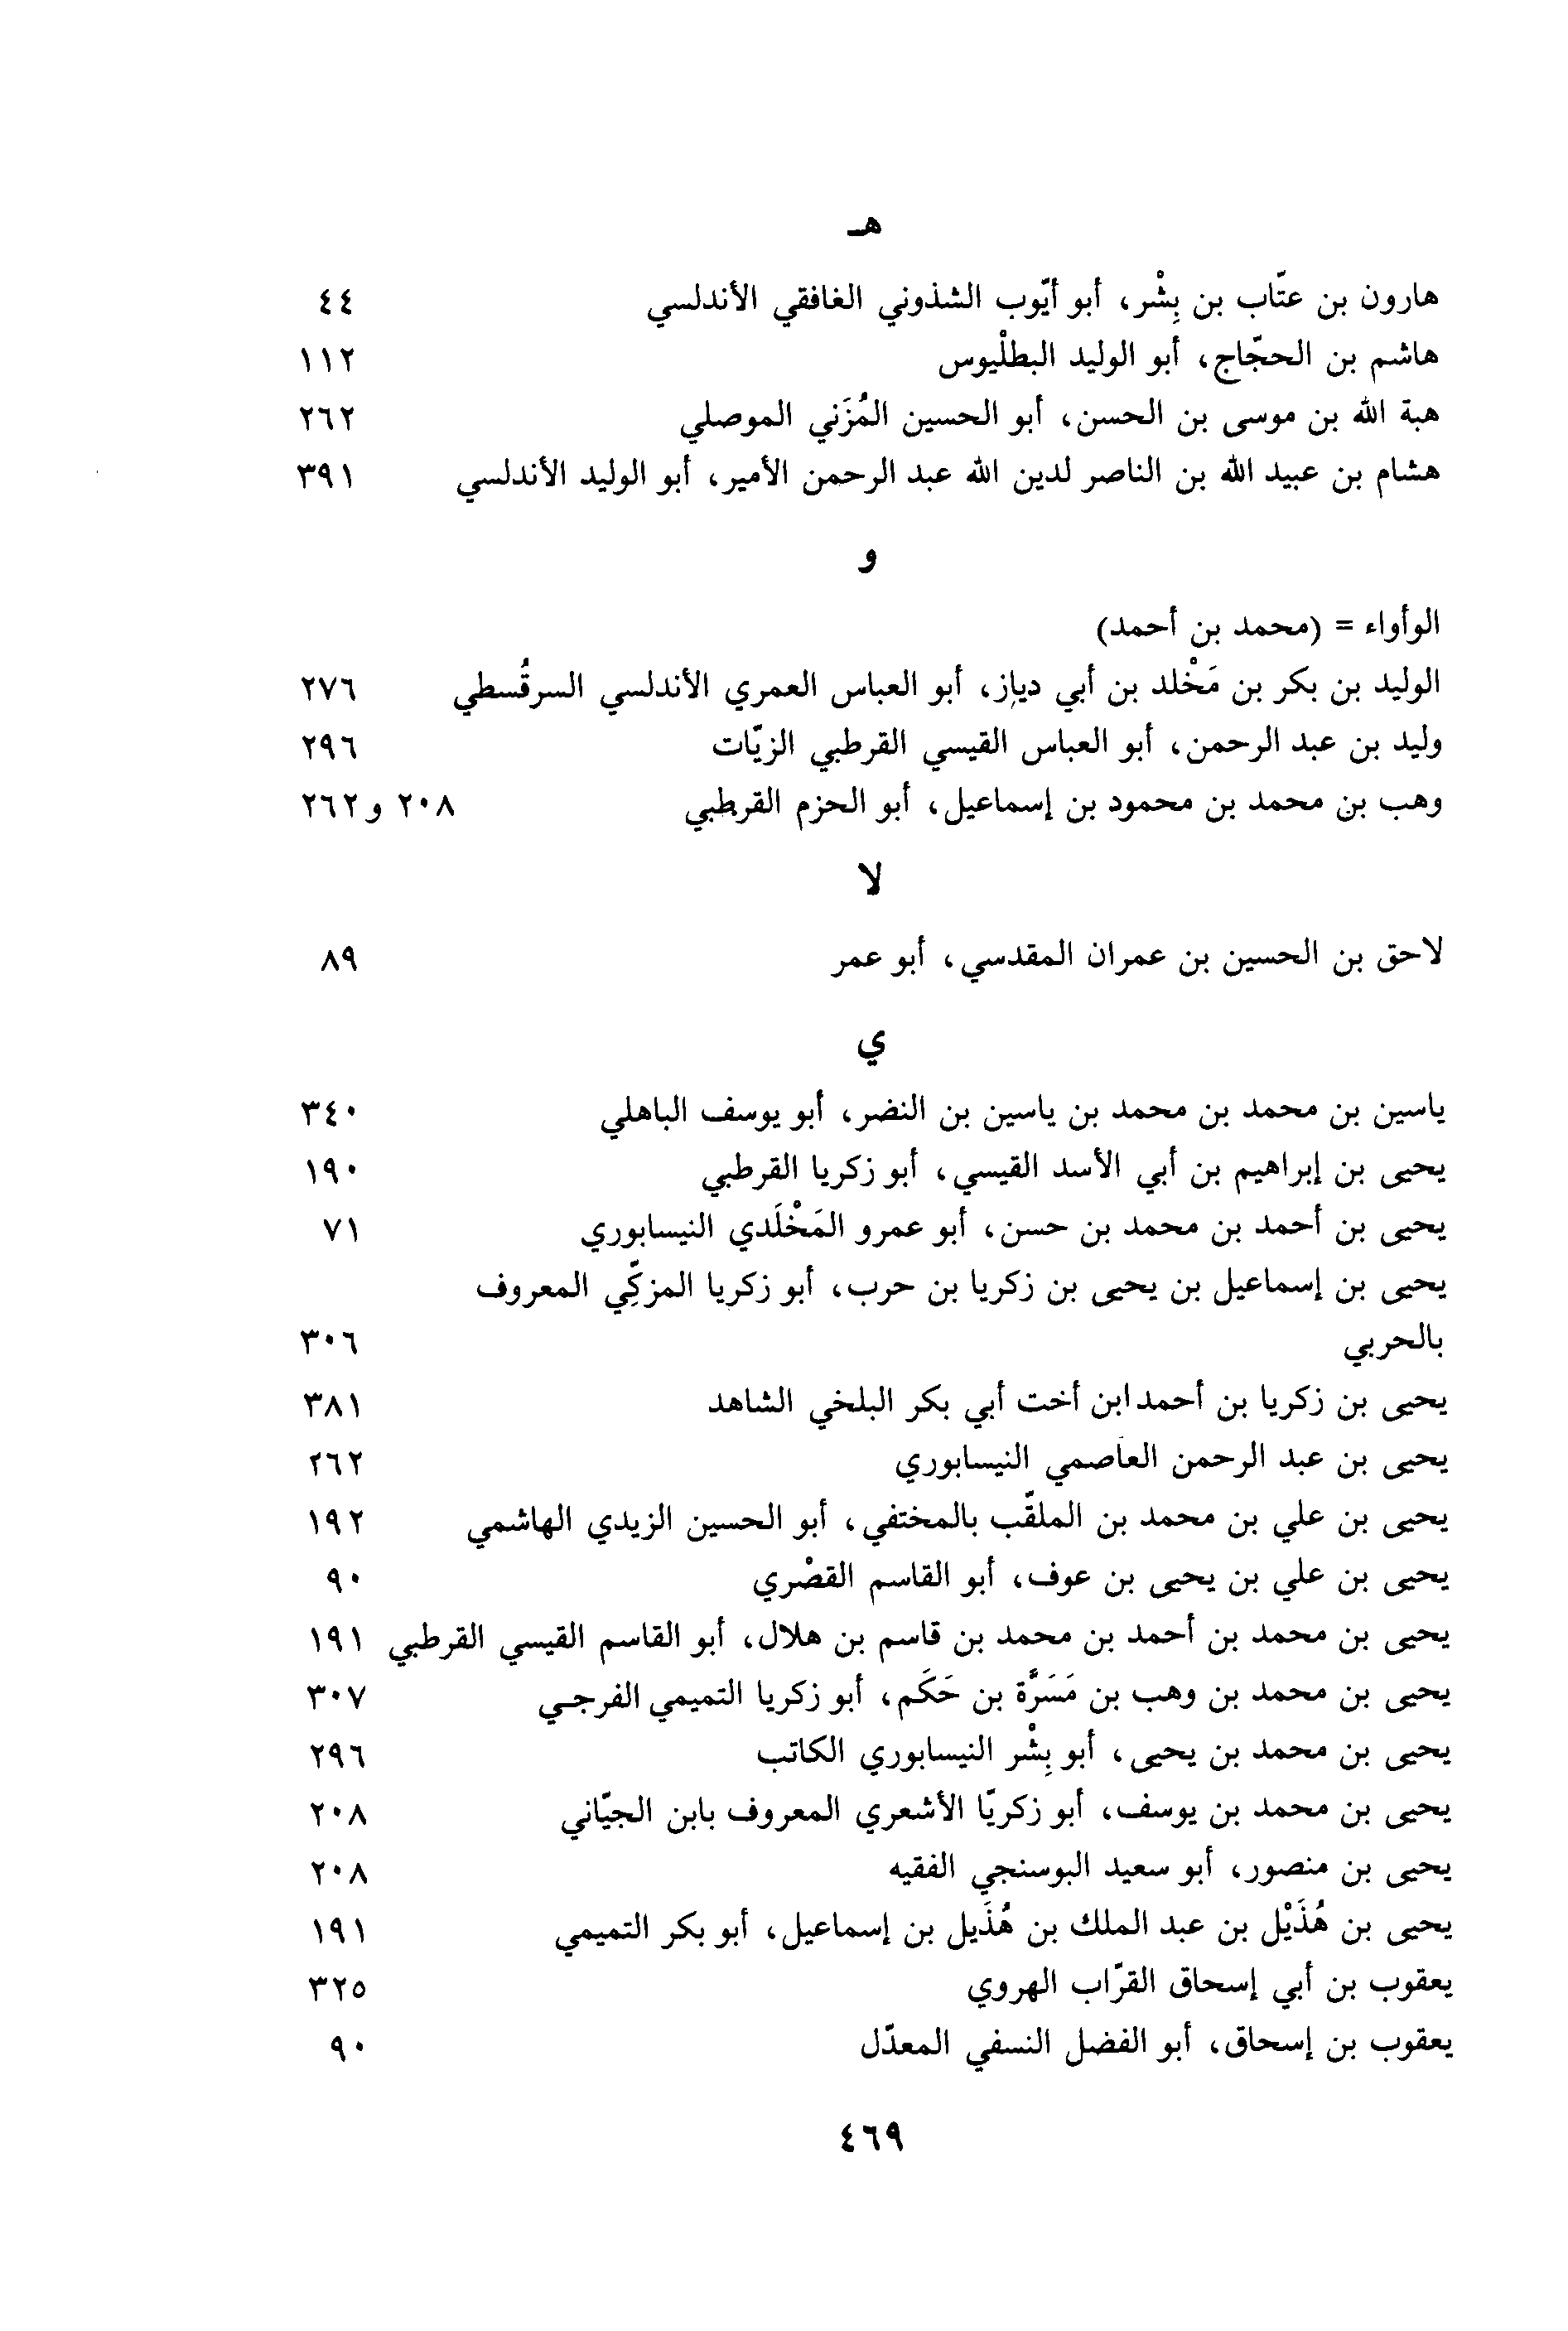 هـ
هارون بن عتّاب بن بِشْر، أبو أيّوب الشذوني الغافقي الأندلسي ٤٤
هاشم بن الحجّاج، أبو الوليد البطلْيوس ١١٢
هبة الله بن موسى بن الحسن، أبو الحسين المُزَني الموصلي ٢٦٢
هشام بن عبيد الله بن الناصر لدين الله عبد الرحمن الأمير، أبو الوليد الأندلسي ٣٩١
و
الوأواء = (محمد بن أحمد)
الوليد بن بكر بن مَخْلد بن أبي دياز، أبو العباس العمري الأندلسي السرقُسطي ٢٧٦
وليد بن عبد الرحمن، أبو العباس القيسي القرطبي الزيّات ٢٩٦
وهب بن محمد بن محمود بن إسماعيل، أبو الحزم القرطبي ٢٠٨ و٢٦٢
لا
لاحق بن الحسين بن عمران المقدسي، أبو عمر ٨٩
ي
ياسين بن محمد بن محمد بن ياسين بن النضر، أبو يوسف الباهلي ٣٤٠
يحيى بن إبراهيم بن أبي الأسد القيسي، أبو زكريا القرطبي ١٩٠
يحيى بن أحمد بن محمد بن حسن، أبو عمرو المَخْلَدي النيسابوري ٧١
يحيى بن إسماعيل بن يحيى بن زكريا بن حرب، أبو زكريا المزكّي المعروف
بالحربي ٣٠٦
يحيى بن زكريا بن أحمد ابن أخت أبي بكر البلخي الشاهد ٣٨١
يحيى بن عبد الرحمن العاصمي النيسابوري ٢٦٢
يحيى بن علي بن محمد بن الملقّب بالمختفي، أبو الحسين الزيدي الهاشمي ١٩٢
يحيى بن علي بن يحيى بن عوف، أبو القاسم القصْري ٩٠
يحيى بن محمد بن أحمد بن محمد بن قاسم بن هلال، أبو القاسم القيسي القرطبي ١٩١
يحيى بن محمد بن وهب بن مَسَرَّة بن حَكَم، أبو زكريا التميمي الفرجـي ٣٠٧
يحيى بن محمد بن يحيى، أبو بِشْر النيسابوري الكاتب ٢٩٦
يحيى بن محمد بن يوسف، أبو زكريّا الأشعري المعروف بابن الجيّاني ٢٠٨
يحيى بن منصور، أبو سعيد البوسنجي الفقيه ٢٠٨
يحيى بن هُذَيْل بن عبد الملك بن هُذَيل بن إسماعيل، أبو بكر التميمي ١٩١
يعقوب بن أبي إسحاق القرّاب الهروي ٣٢٥
يعقوب بن إسحاق، أبو الفضل النسفي المعدّل ٩٠
٤٦٩